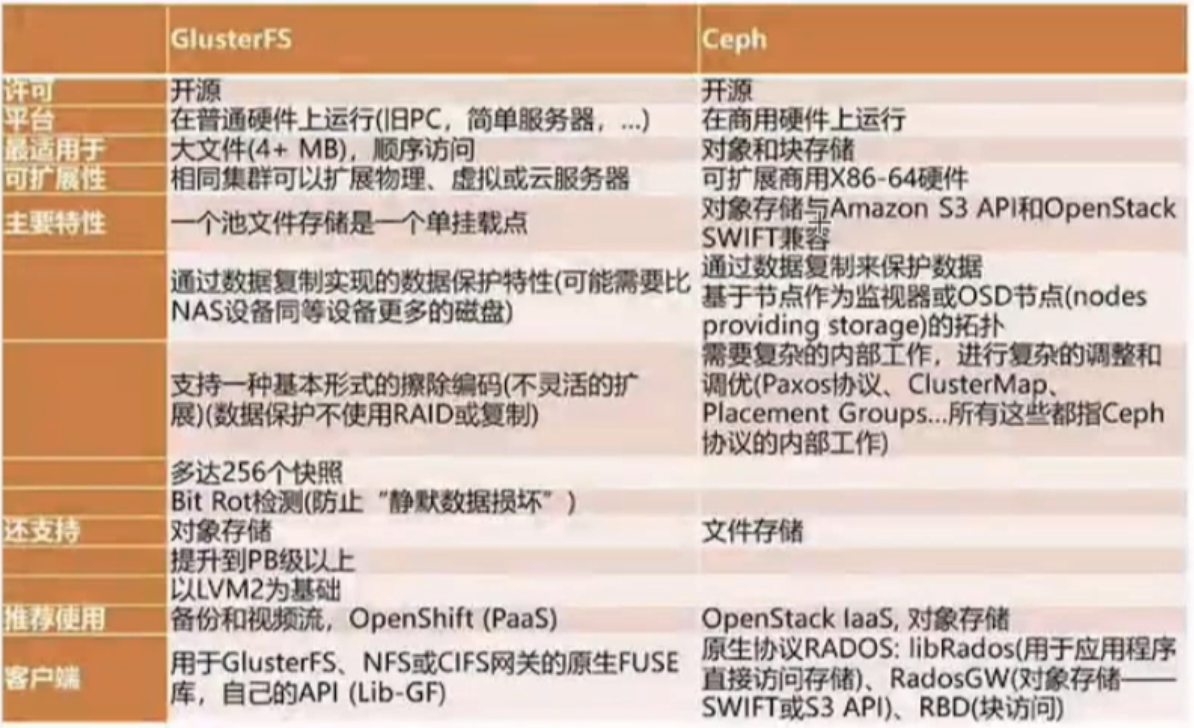 GlusterFS Ceph
许可 开源 开源
平台 在普通硬件上运行(旧PC，简单服务器，...) 在商用硬件上运行
最适用于 大文件(4+ MB)，顺序访问 对象和块存储
可扩展性 相同集群可以扩展物理、虚拟或云服务器 可扩展商用X86-64硬件
主要特性 一个池文件存储是一个单挂载点 对象存储与Amazon S3 API和OpenStack
SWIFT兼容
通过数据复制实现的数据保护特性(可能需要比
NAS设备同等设备更多的磁盘)
通过数据复制来保护数据
基于节点作为监视器或OSD节点(nodes
providing storage)的拓扑
支持一种基本形式的擦除编码(不灵活的扩
展)(数据保护不使用RAID或复制)
需要复杂的内部工作，进行复杂的调整和
调优(Paxos协议、ClusterMap、
Placement Groups...所有这些都指Ceph
协议的内部工作)
多达256个快照
Bit Rot检测(防止“静默数据损坏”)
还支持 对象存储 文件存储
提升到PB级以上
以LVM2为基础
推荐使用 备份和视频流，OpenShift (PaaS) OpenStack IaaS, 对象存储
客户端 用于GlusterFS、NFS或CIFS网关的原生FUSE
库，自己的API (Lib-GF)
原生协议RADOS: libRados(用于应用程序
直接访问存储)、RadosGW(对象存储——
SWIFT或S3 API)、RBD(块访问)